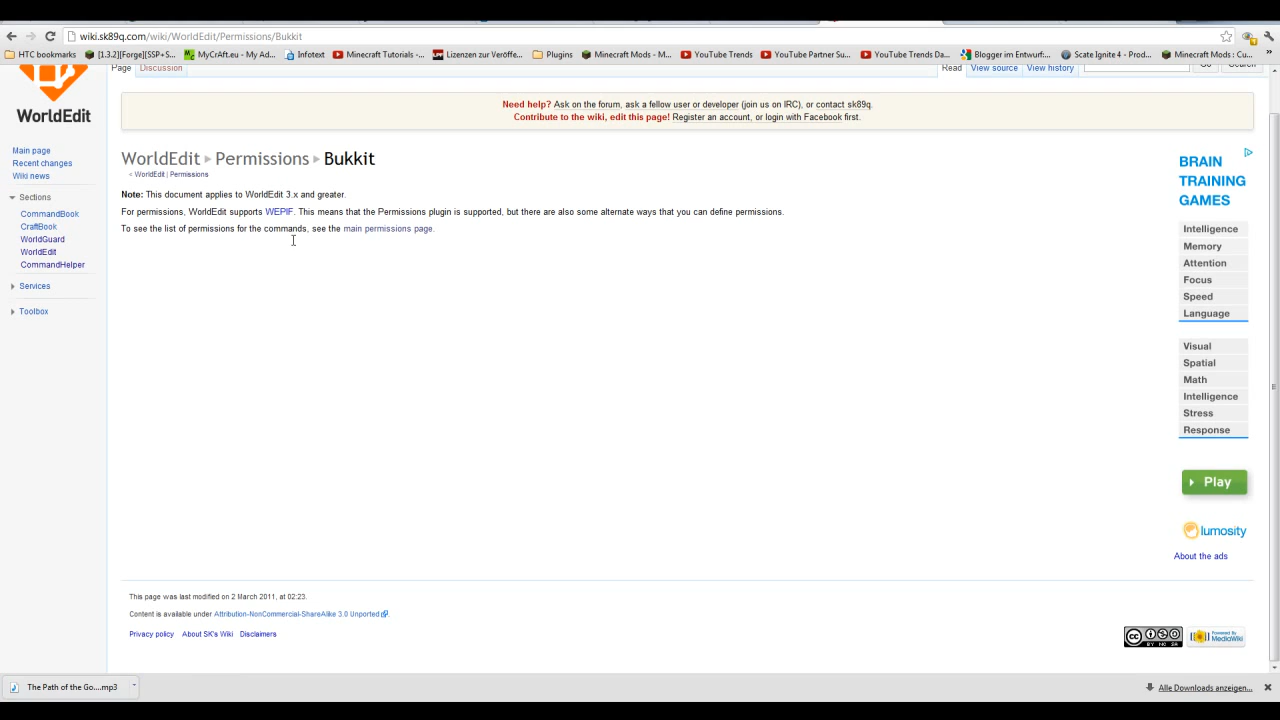 wiki.sk89q.com/wiki/WorldEdit/Permissions/Bukkit
HTC bookmarks
[1.3.2][Forge][SSP+S...
MyCraft.eu - My Ad...
Infotext
Minecraft Tutorials -...
Lizenzen zur Veröffe...
Plugins
Minecraft Mods - M...
YouTube Trends
YouTube Partner Su...
YouTube Trends Da...
Blogger im Entwurf:...
Scate Ignite 4 - Prod...
Minecraft Mods : Cu...
Page
Discussion
Read
View source
View history
Go
Search
WorldEdit
Main page
Recent changes
Wiki news
Sections
CommandBook
CraftBook
WorldGuard
WorldEdit
CommandHelper
Services
Toolbox
Need help? Ask on the forum, ask a fellow user or developer (join us on IRC), or contact sk89q.
Contribute to the wiki, edit this page! Register an account, or login with Facebook first.
WorldEdit ▸ Permissions ▸ Bukkit
< WorldEdit | Permissions
Note: This document applies to WorldEdit 3.x and greater.
For permissions, WorldEdit supports WEPIF. This means that the Permissions plugin is supported, but there are also some alternate ways that you can define permissions.
To see the list of permissions for the commands, see the main permissions page.
BRAIN
TRAINING
GAMES
Intelligence
Memory
Attention
Focus
Speed
Language
Visual
Spatial
Math
Intelligence
Stress
Response
Play
lumosity
About the ads
This page was last modified on 2 March 2011, at 02:23.
Content is available under Attribution-NonCommercial-ShareAlike 3.0 Unported.
Privacy policy
About SK's Wiki
Disclaimers
CC
BY NC SA
Powered By
MediaWiki
The Path of the Go....mp3
Alle Downloads anzeigen...